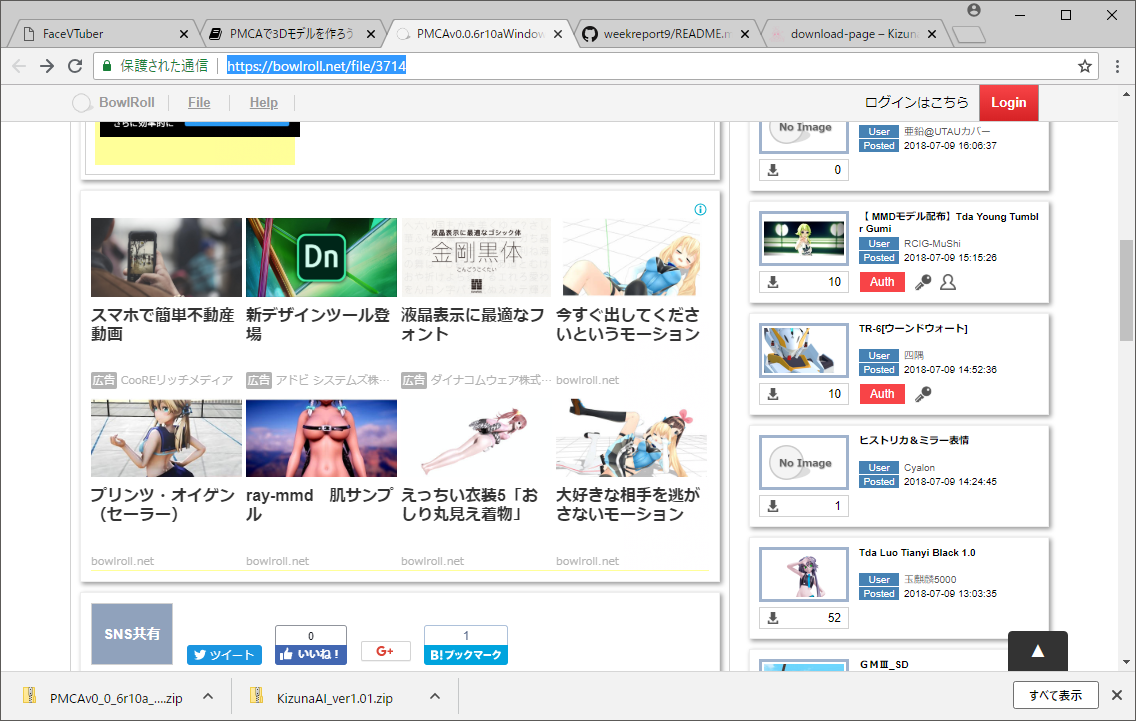 FaceVTuber
PMCAで3Dモデルを作ろう
PMCAv0.0.6r10aWindow
weekreport9/README.m
download-page – Kizuna
保護された通信
https://bowlroll.net/file/3714
BowlRoll
File
Help
ログインはこちら
Login
さらに効率的に
スマホで簡単不動産
動画
広告 CooREリッチメディア
新デザインツール登
場
広告 アドビ システムズ株…
Dn
液晶表示に最適なゴシック体
金剛黒体
こんごうこくたい
液晶表示に最適なフ
ォント
広告 ダイナコムウェア株式…
今すぐ出してくださ
いというモーション
bowlroll.net
プリンツ・オイゲン
（セーラー）
bowlroll.net
ray-mmd 肌サンプ
ル
bowlroll.net
えっちい衣装5「お
しり丸見え着物」
bowlroll.net
大好きな相手を逃が
さないモーション
bowlroll.net
SNS共有
ツイート
0
いいね！
G+
1
B!ブックマーク
No Image
User 亜鉛@UTAUカバー
Posted 2018-07-09 16:06:37
0
【 MMDモデル配布】Tda Young Tumbl
r Gumi
User RCIG-MuShi
Posted 2018-07-09 15:15:26
10
Auth
TR-6[ウーンドウォート]
User 四隅
Posted 2018-07-09 14:52:36
10
Auth
No Image
ヒストリカ＆ミラー表情
User Cyalon
Posted 2018-07-09 14:24:45
1
Tda Luo Tianyi Black 1.0
User 玉麒麟5000
Posted 2018-07-09 13:03:35
52
ＧＭⅢ_SD
PMCAv0_0_6r10a_....zip
KizunaAI_ver1.01.zip
すべて表示